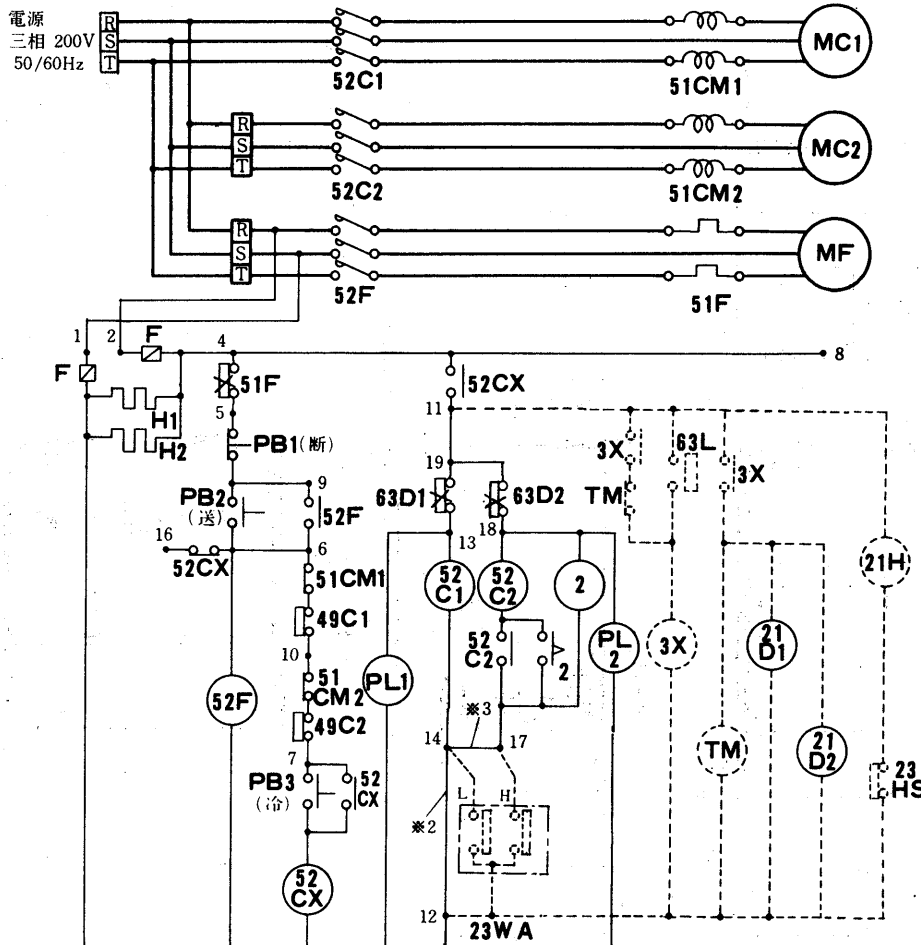 電源
三相 200V
50/60Hz
R
S
T
52C1
51CM1
MC1
R
S
T
52C2
51CM2
MC2
R
S
T
52F
51F
MF
1
2
F
4
8
F
H1
H2
51F
5
PB1(断)
9
PB2
(送)
52F
16
52CX
6
51CM1
49C1
10
51
CM2
49C2
7
PB3
(冷)
52
CX
52F
52
CX
52CX
11
19
63D1
63D2
13
18
52
C1
52
C2
2
52
C2
2
PL1
PL
2
※3
14
17
L
H
※2
12
23WA
3X
63L
3X
TM
3X
TM
21
D1
21
D2
21H
23
HS